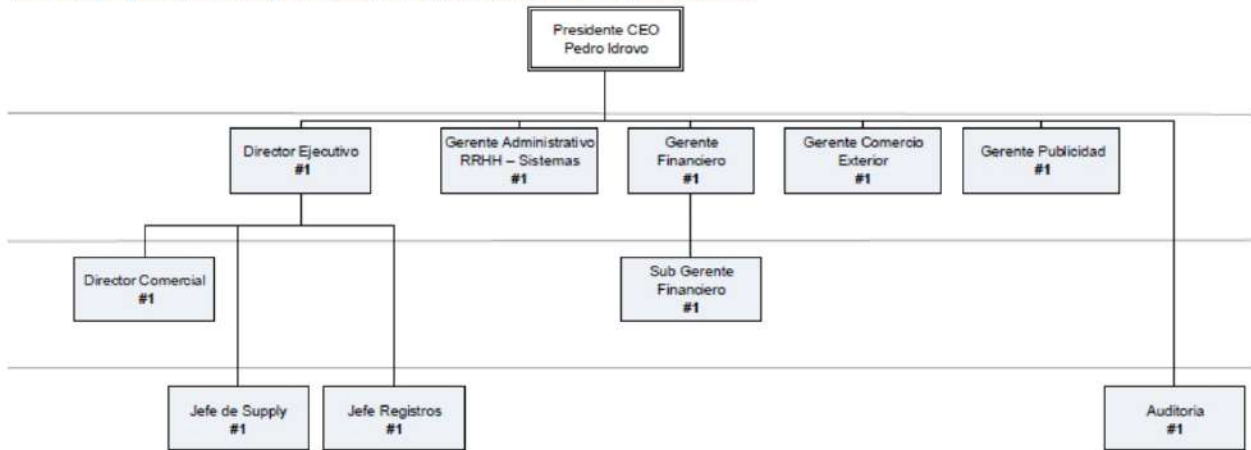 Presidente CEO
Pedro Idrovo
Director Ejecutivo
#1
Gerente Administrativo
RRHH – Sistemas
#1
Gerente
Financiero
#1
Gerente Comercio
Exterior
#1
Gerente Publicidad
#1
Director Comercial
#1
Sub Gerente
Financiero
#1
Jefe de Supply
#1
Jefe Registros
#1
Auditoria
#1